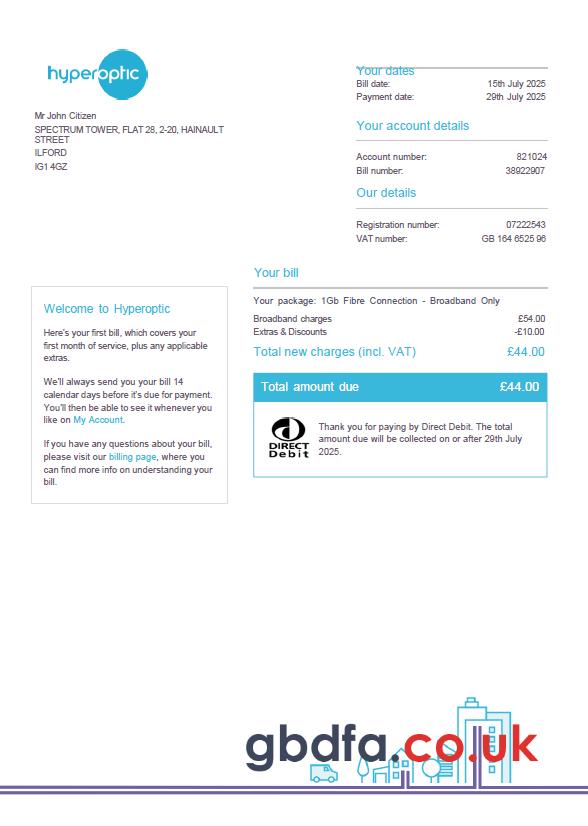 hyperoptic
Mr John Citizen
SPECTRUM TOWER, FLAT 28, 2-20, HAINAULT
STREET
ILFORD
IG1 4GZ
Your dates
Bill date: 15th July 2025
Payment date: 29th July 2025
Your account details
Account number: 821024
Bill number: 38922907
Our details
Registration number: 07222543
VAT number: GB 164 6525 96
Welcome to Hyperoptic
Here's your first bill, which covers your
first month of service, plus any applicable
extras.
We'll always send you your bill 14
calendar days before it's due for payment.
You'll then be able to see it whenever you
like on My Account.
If you have any questions about your bill,
please visit our billing page, where you
can find more info on understanding your
bill.
Your bill
Your package: 1Gb Fibre Connection - Broadband Only
Broadband charges £54.00
Extras & Discounts -£10.00
Total new charges (incl. VAT) £44.00
Total amount due £44.00
DIRECT
Debit
Thank you for paying by Direct Debit. The total
amount due will be collected on or after 29th July
2025.
gbdfa.co.uk